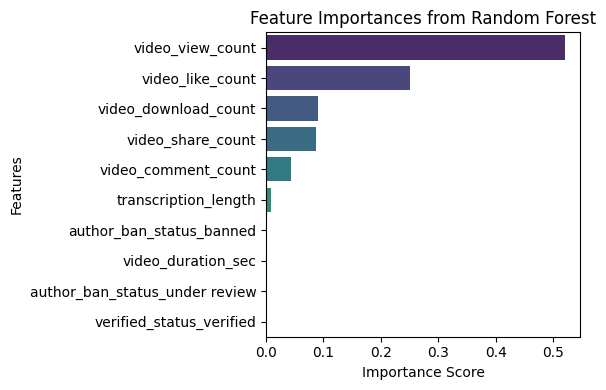 Feature Importances from Random Forest
Features
video_view_count
video_like_count
video_download_count
video_share_count
video_comment_count
transcription_length
author_ban_status_banned
video_duration_sec
author_ban_status_under review
verified_status_verified
0.0 0.1 0.2 0.3 0.4 0.5
Importance Score